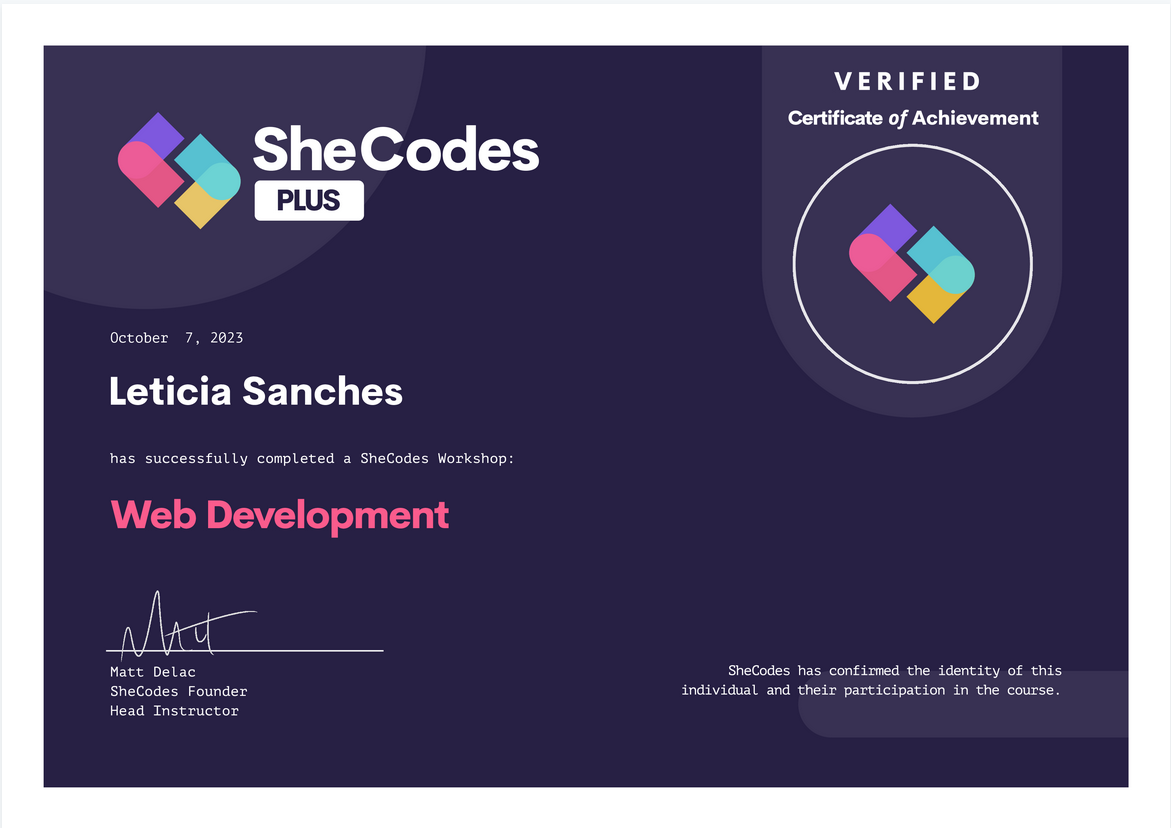 SheCodes
PLUS
VERIFIED
Certificate of Achievement
October 7, 2023
Leticia Sanches
has successfully completed a SheCodes Workshop:
Web Development
Matt
Matt Delac
SheCodes Founder
Head Instructor
SheCodes has confirmed the identity of this
individual and their participation in the course.